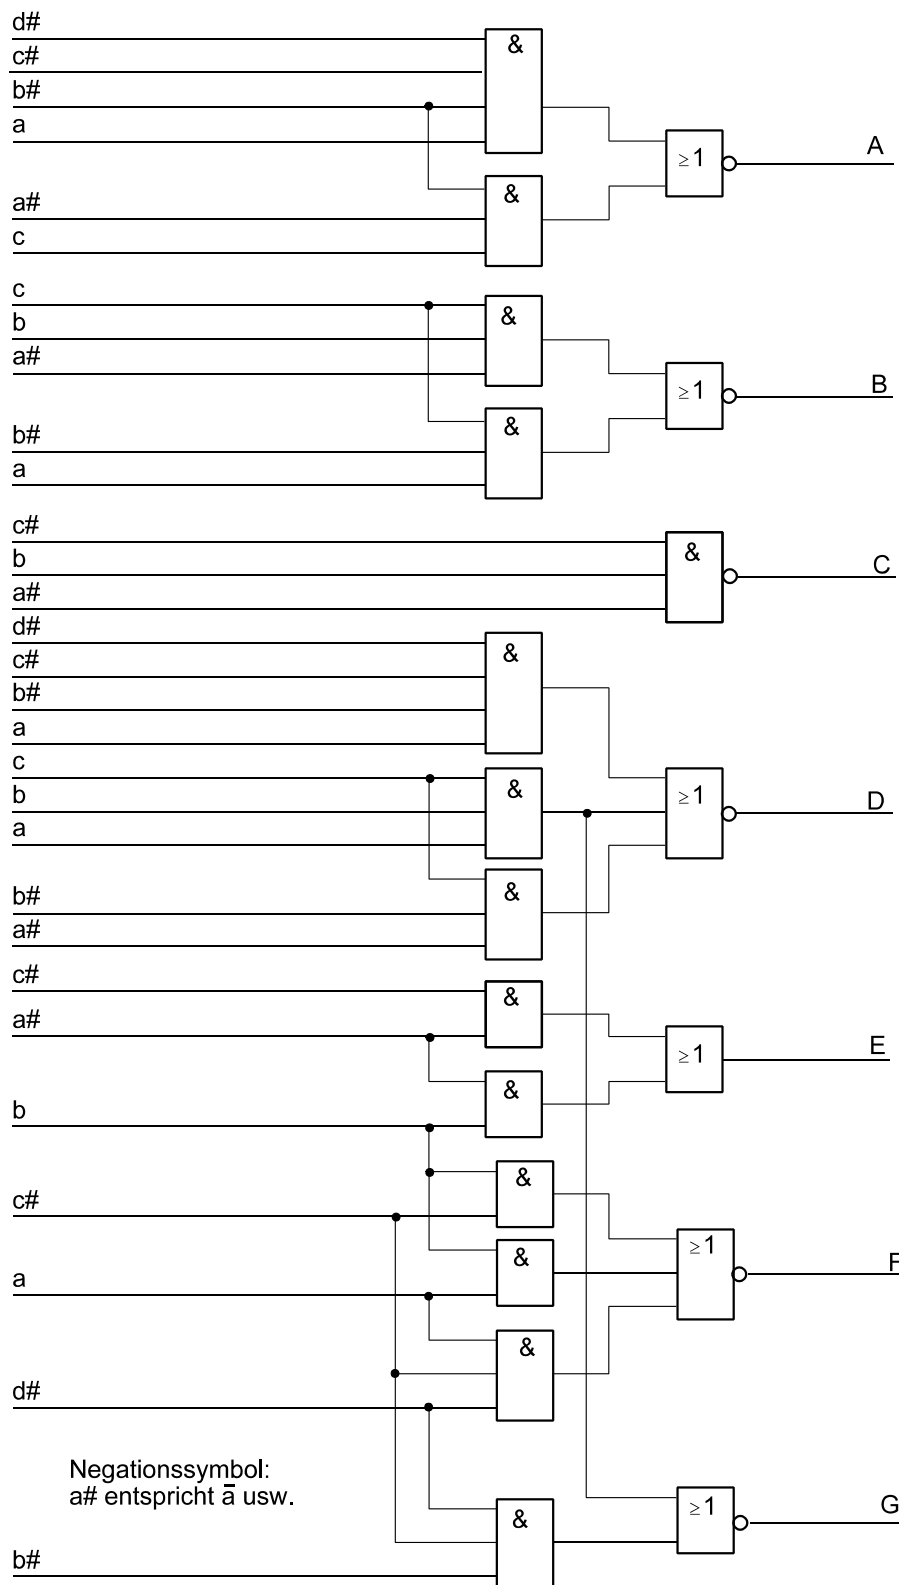 d#
&
c#
b#
a
≥1
A
a#
&
c
c
&
b
a#
≥1
B
b#
&
a
c#
b
&
C
a#
d#
&
c#
b#
a
c
&
≥1
D
b
a
b#
&
a#
c#
&
a#
≥1
E
&
b
&
c#
≥1
F
&
a
&
d#
Negationssymbol:
a# entspricht a̅ usw.
&
≥1
G
b#